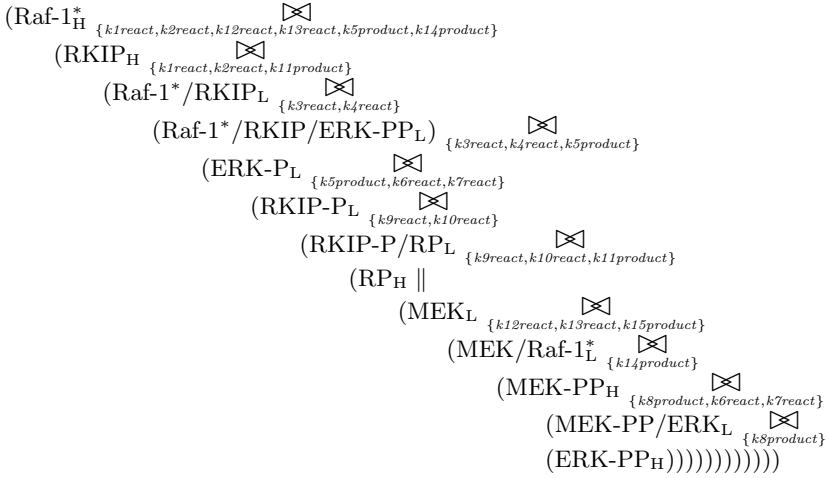 (Raf-1*H ⋈ {k1react,k2react,k12react,k13react,k5product,k14product}
(RKIPH ⋈ {k1react,k2react,k11product}
(Raf-1*/RKIPL ⋈ {k3react,k4react}
(Raf-1*/RKIP/ERK-PPL) ⋈ {k3react,k4react,k5product}
(ERK-PL ⋈ {k5product,k6react,k7react}
(RKIP-PL ⋈ {k9react,k10react}
(RKIP-P/RPL ⋈ {k9react,k10react,k11product}
(RPH ∥
(MEKL ⋈ {k12react,k13react,k15product}
(MEK/Raf-1*L ⋈ {k14product}
(MEK-PPH ⋈ {k8product,k6react,k7react}
(MEK-PP/ERKL ⋈ {k8product}
(ERK-PPH))))))))))))